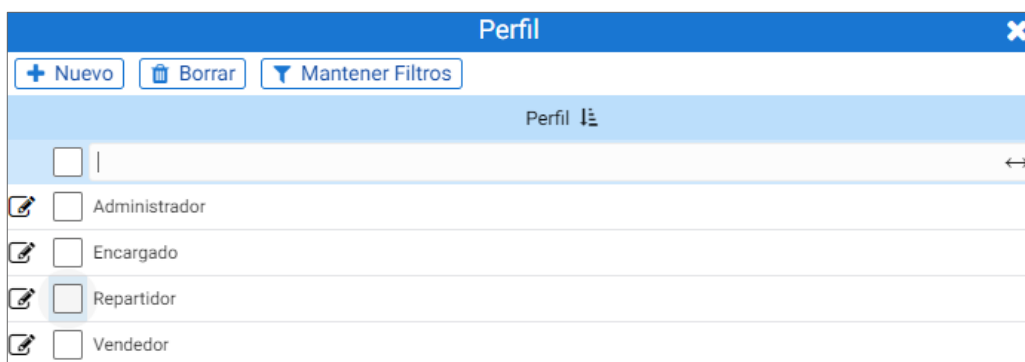 Perfil
Nuevo Borrar Mantener Filtros
Perfil
Administrador
Encargado
Repartidor
Vendedor